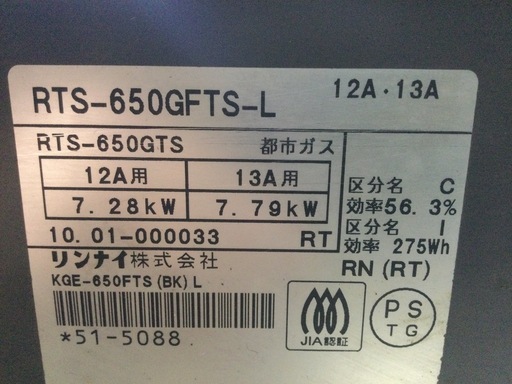 RTS-650GFTS-L 12A・13A
RTS-650GTS 都市ガス
12A用 13A用
7.28kW 7.79kW
区分名 C
効率56.3%
区分名 I
効率 275Wh
10.01-000033 RT
リンナイ株式会社
RN(RT)
KGE-650FTS(BK)L
*51-5088
JIA認証
PS
TG